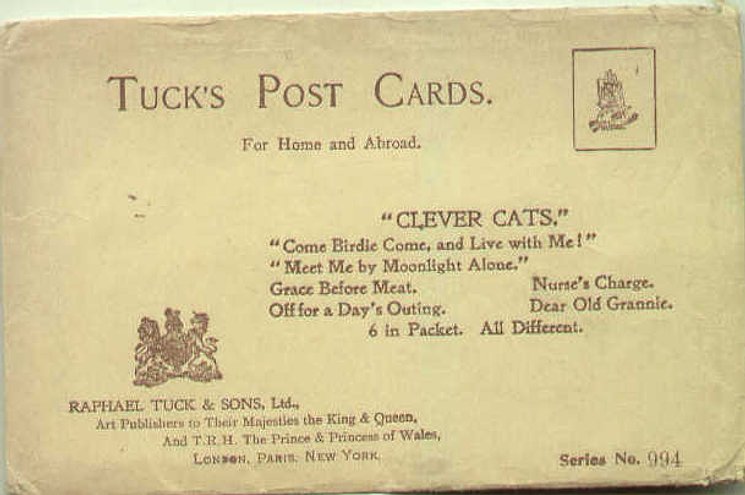 TUCK'S POST CARDS.
For Home and Abroad.
"CLEVER CATS."
"Come Birdie Come, and Live with Me!"
"Meet Me by Moonlight Alone."
Grace Before Meat. Nurse's Charge.
Off for a Day's Outing. Dear Old Grannie.
6 in Packet. All Different.
RAPHAEL TUCK & SONS, Ltd.,
Art Publishers to Their Majesties the King & Queen,
And T.R.H. The Prince & Princess of Wales,
LONDON, PARIS, NEW YORK.
Series No. 994